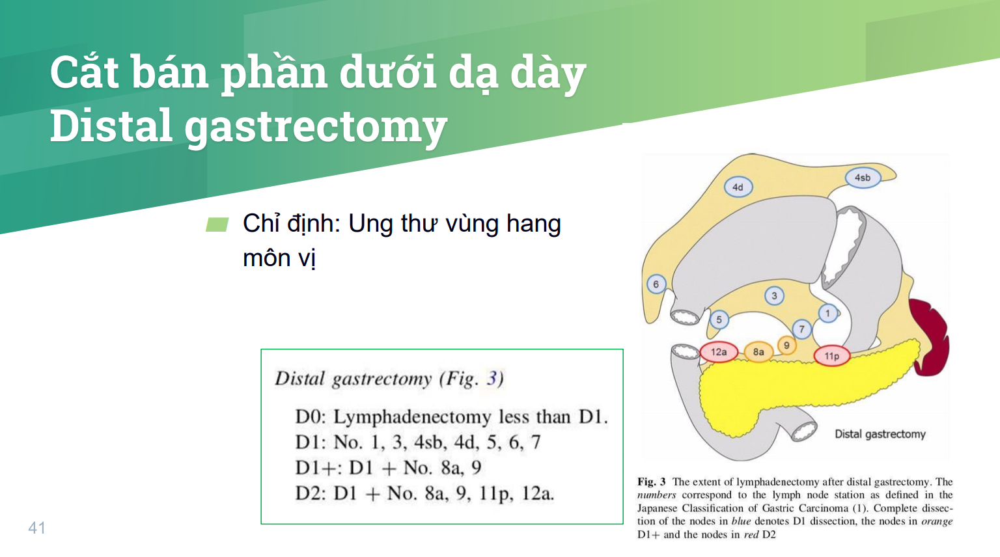 Cắt bán phần dưới dạ dày
Distal gastrectomy
Chỉ định: Ung thư vùng hang
môn vị
Distal gastrectomy (Fig. 3)
D0: Lymphadenectomy less than D1.
D1: No. 1, 3, 4sb, 4d, 5, 6, 7
D1+: D1 + No. 8a, 9
D2: D1 + No. 8a, 9, 11p, 12a.
4d
4sb
6
3
5
1
7
9
12a
8a
11p
Distal gastrectomy
Fig. 3 The extent of lymphadenectomy after distal gastrectomy. The
numbers correspond to the lymph node station as defined in the
Japanese Classification of Gastric Carcinoma (1). Complete dissec-
tion of the nodes in blue denotes D1 dissection, the nodes in orange
D1+ and the nodes in red D2
41